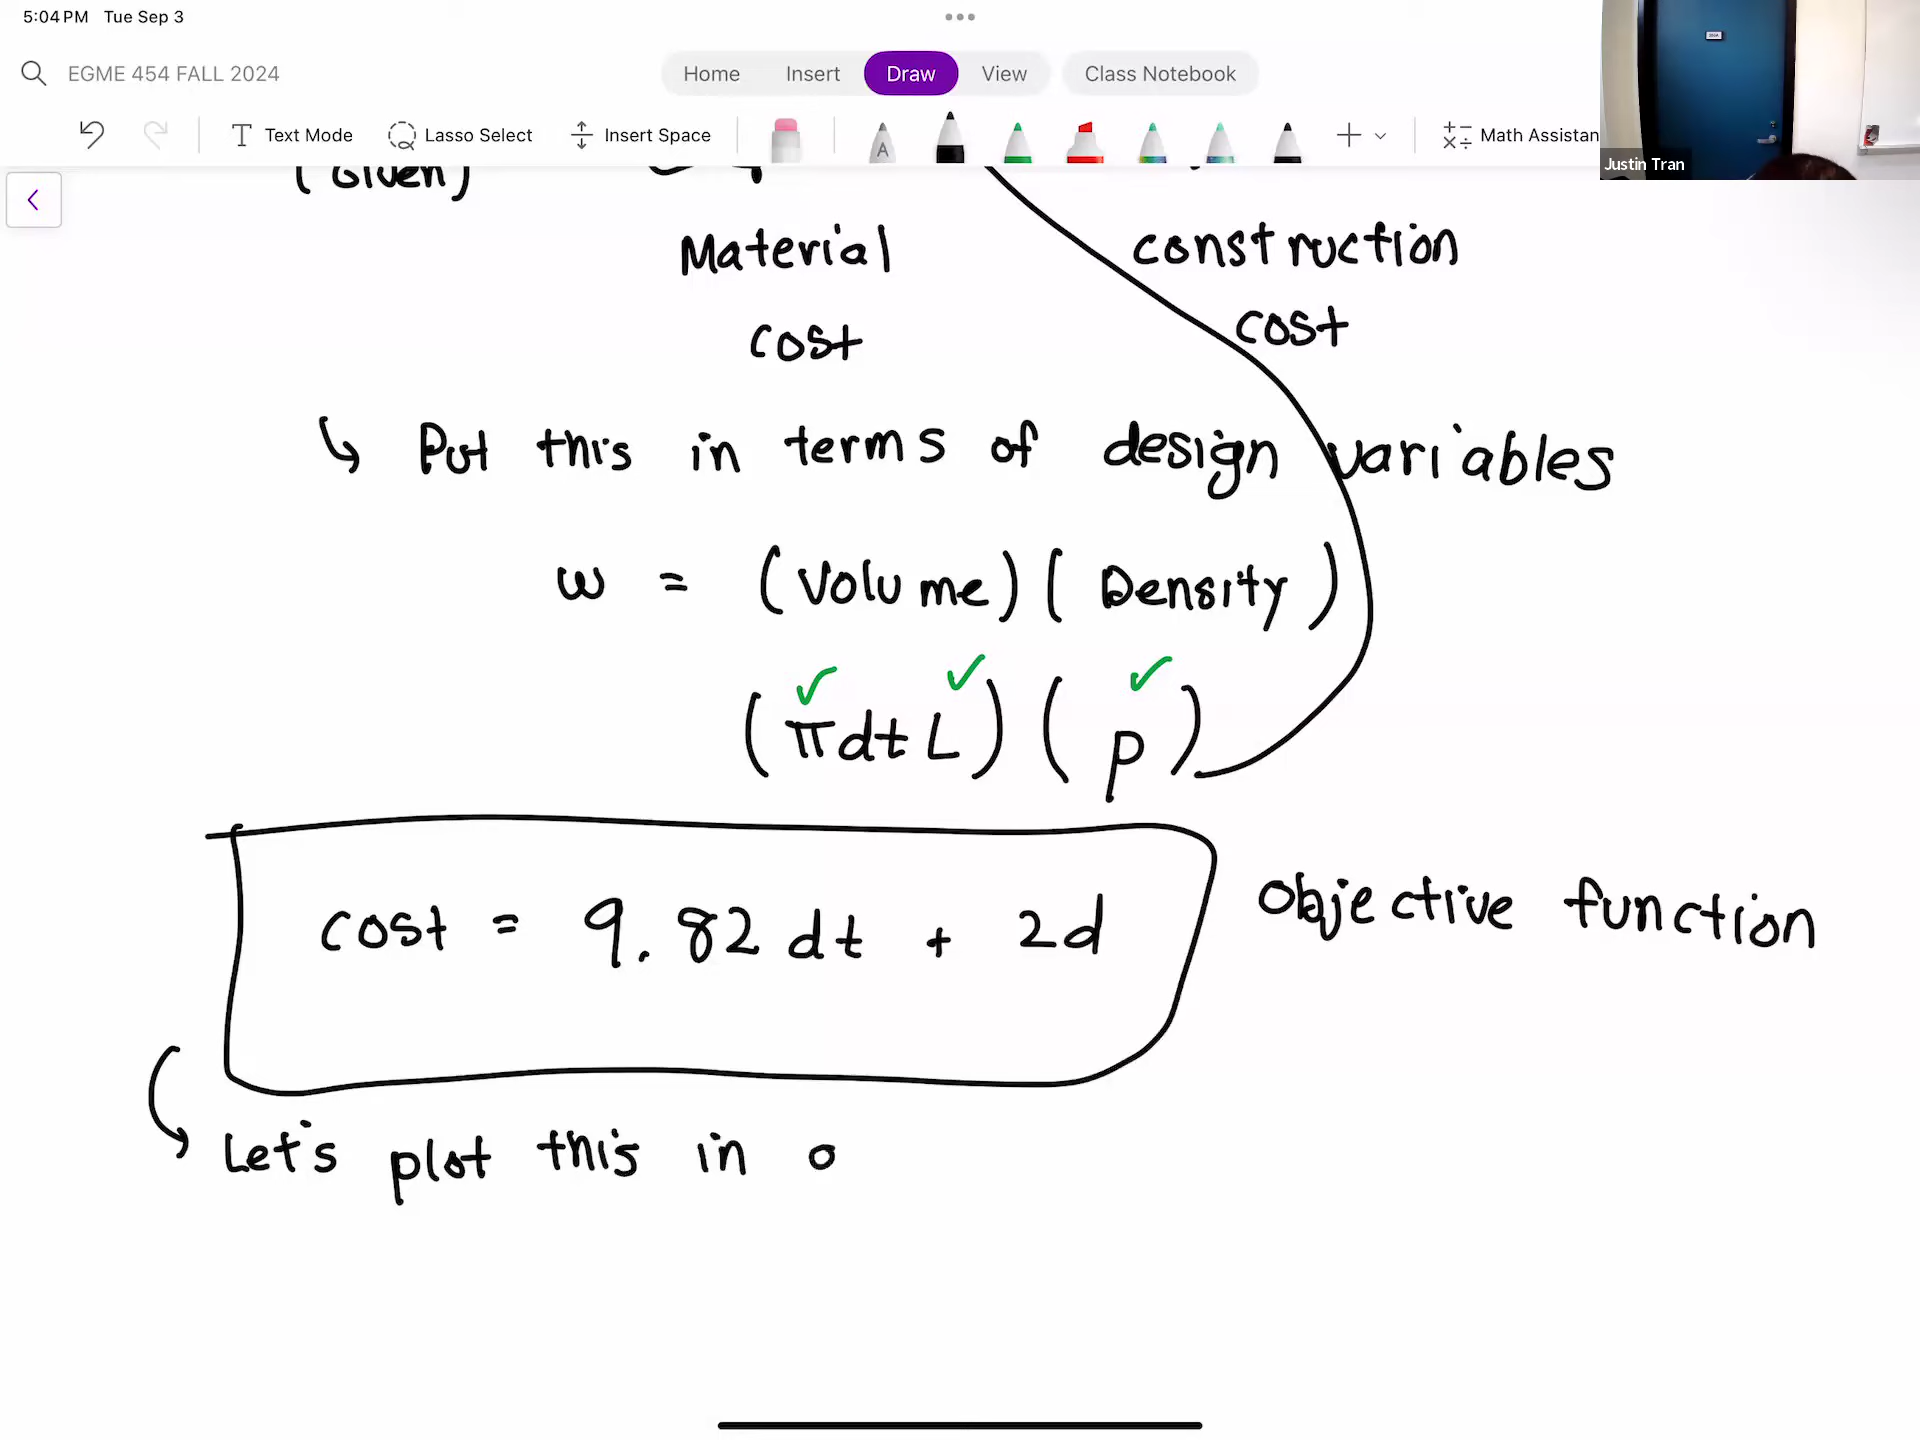 5:04 PM Tue Sep 3
EGME 454 FALL 2024
Home Insert Draw View Class Notebook
Text Mode Lasso Select Insert Space A Math Assistan
Justin Tran
(Given)
Material construction
cost cost
↳ Put this in terms of design variables
w = (Volume)(Density)
✓ ✓ ✓
(πdtL)(ρ)
cost = 9.82 dt + 2d
objective function
Let's plot this in o